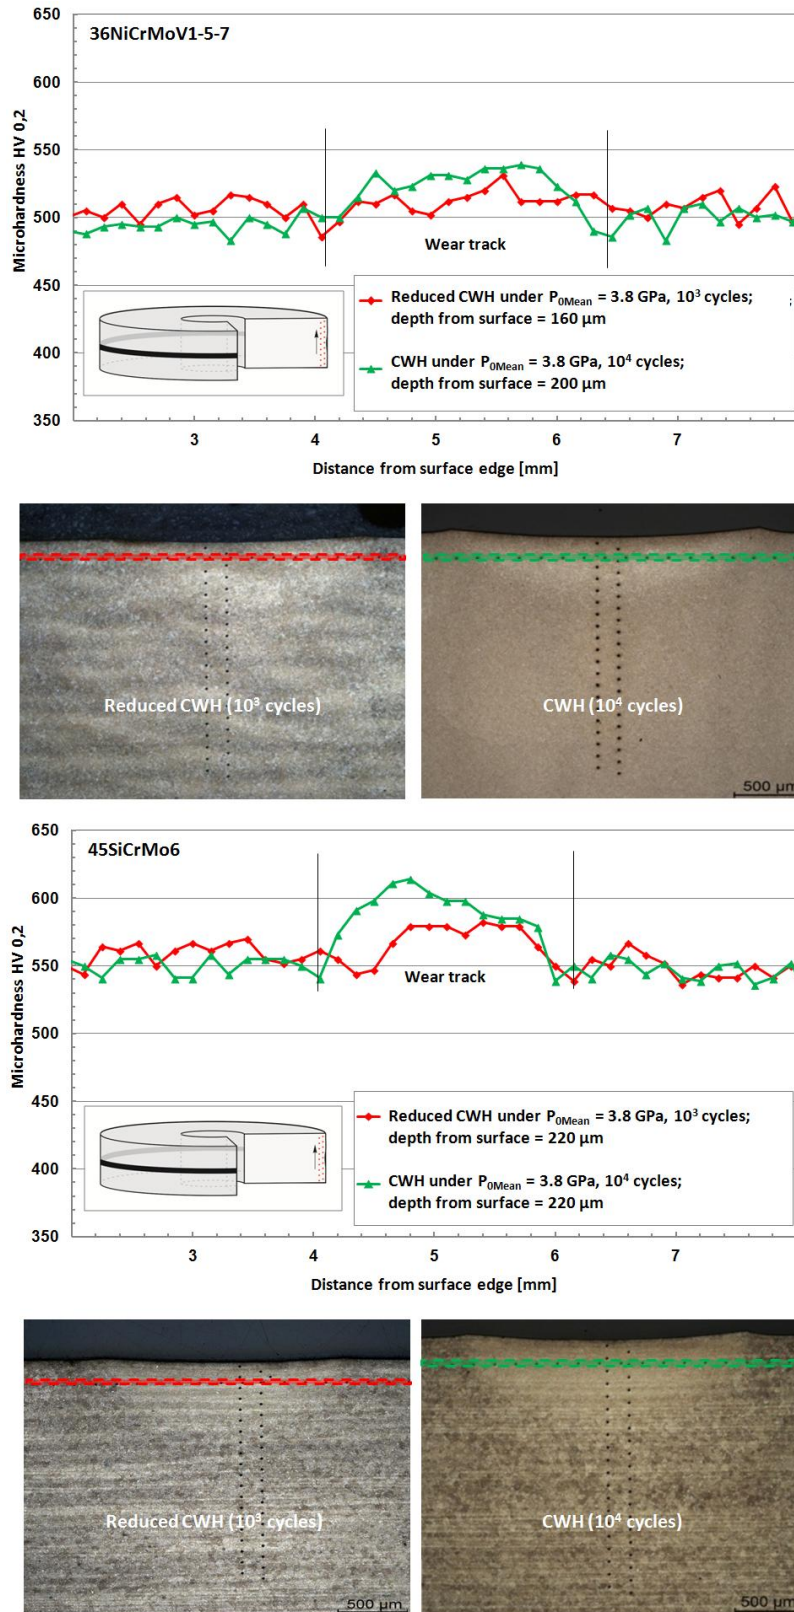 650
36NiCrMoV1-5-7
600
550
500
450
400
350
Microhardness HV 0,2
Wear track
Reduced CWH under P0Mean = 3.8 GPa, 10³ cycles;
depth from surface = 160 µm
;
CWH under P0Mean = 3.8 GPa, 10⁴ cycles;
depth from surface = 200 µm
3 4 5 6 7
Distance from surface edge [mm]
Reduced CWH (10³ cycles)
CWH (10⁴ cycles)
500 µm
650
45SiCrMo6
600
550
500
450
400
350
Microhardness HV 0,2
Wear track
Reduced CWH under P0Mean = 3.8 GPa, 10³ cycles;
depth from surface = 220 µm
CWH under P0Mean = 3.8 GPa, 10⁴ cycles;
depth from surface = 220 µm
3 4 5 6 7
Distance from surface edge [mm]
Reduced CWH (10³ cycles)
CWH (10⁴ cycles)
500 µm
500 µm